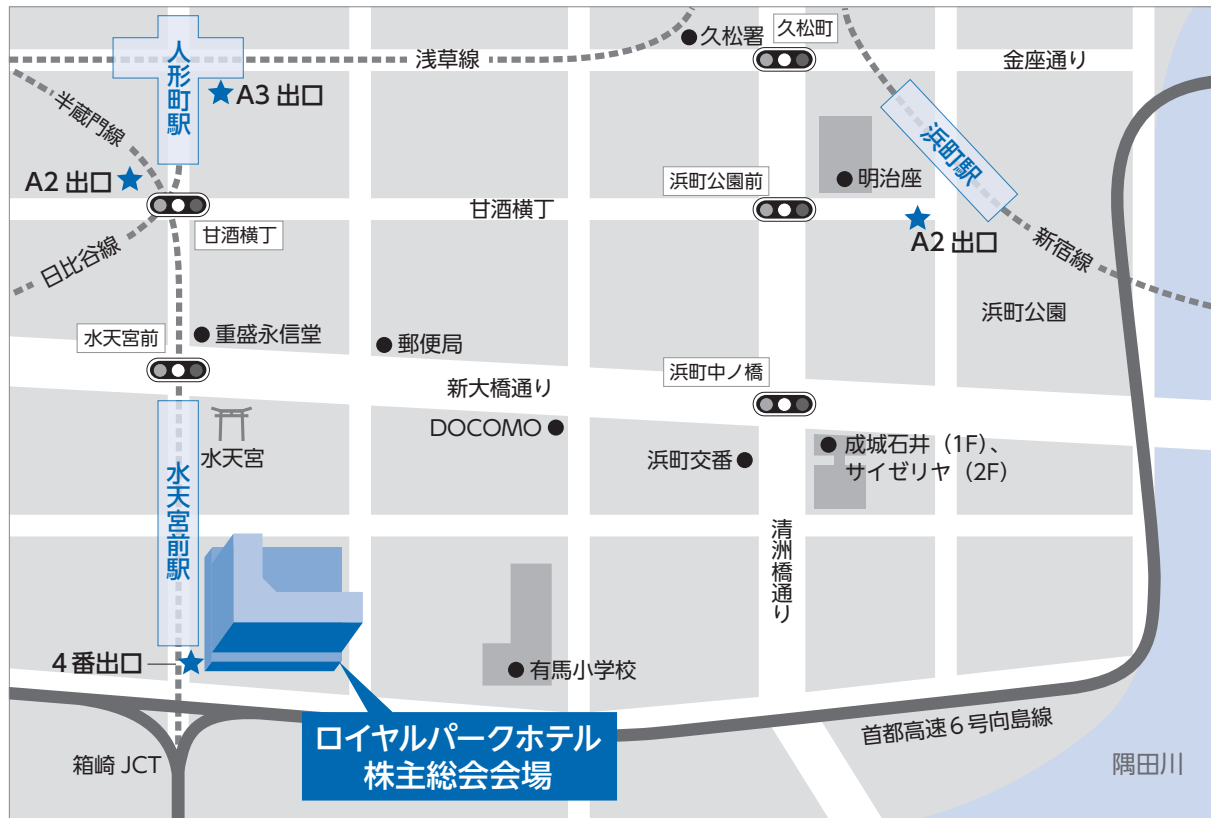 久松署
久松町
浅草線
金座通り
人形町駅
A3 出口
半蔵門線
浜町駅
A2 出口
浜町公園前
明治座
甘酒横丁
甘酒横丁
A2 出口
日比谷線
新宿線
浜町公園
水天宮前
重盛永信堂
郵便局
浜町中ノ橋
新大橋通り
DOCOMO
水天宮
浜町交番
成城石井（1F）、
サイゼリヤ（2F）
水天宮前駅
清洲橋通り
4番出口
有馬小学校
ロイヤルパークホテル
株主総会会場
首都高速6号向島線
箱崎 JCT
隅田川